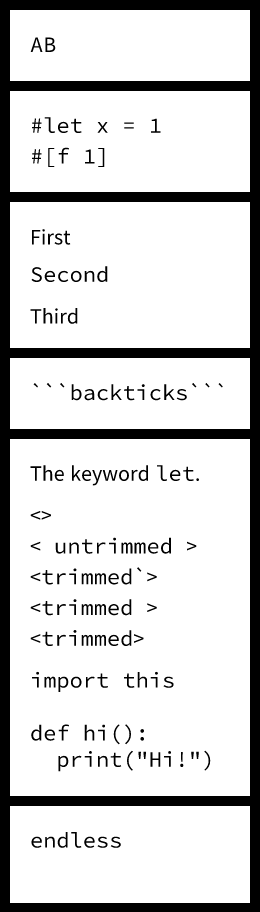 AB
#let x = 1
#[f 1]
First
Second
Third
```backticks```
The keyword let.
<>
< untrimmed >
<trimmed`>
<trimmed >
<trimmed>
import this
def hi():
  print("Hi!")
endless